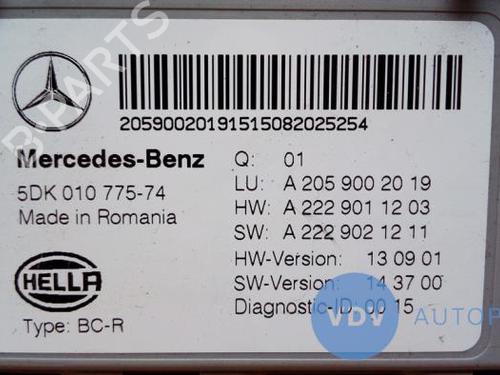 20590020191515082025254
Mercedes-Benz
5DK 010 775-74
Made in Romania
HELLA
Type: BC-R
Q: 01
LU: A 205 900 20 19
HW: A 222 901 12 03
SW: A 222 902 12 11
HW-Version: 13 09 01
SW-Version: 14 37 00
Diagnostic-ID: 00 15
VDV AUTOP
B-PARTS